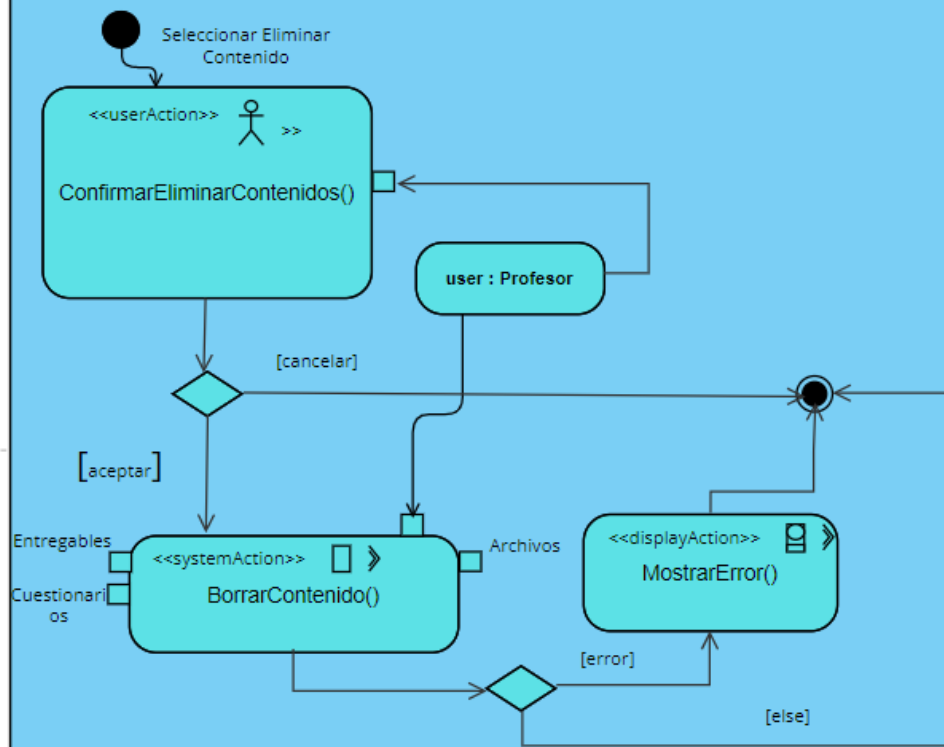 Seleccionar Eliminar
Contenido
<<userAction>>
>>
ConfirmarEliminarContenidos()
user : Profesor
[cancelar]
[aceptar]
Entregables
Cuestionari
os
<<systemAction>>
BorrarContenido()
Archivos
<<displayAction>>
MostrarError()
[error]
[else]